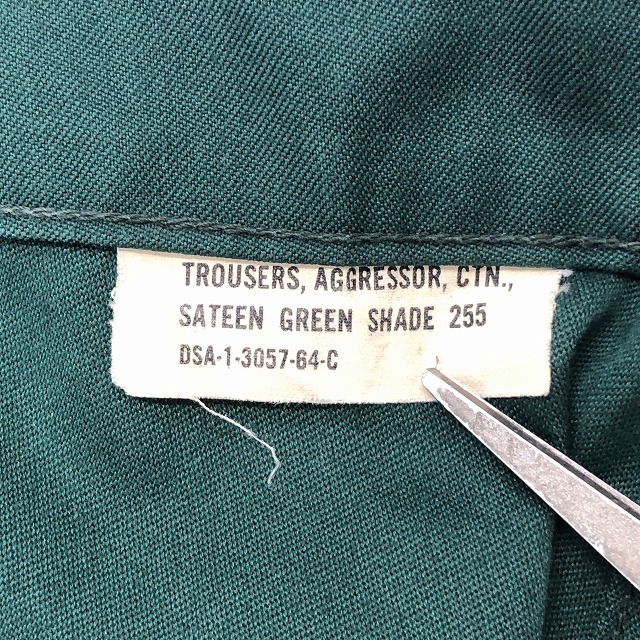 TROUSERS, AGGRESSOR, CTN.,
SATEEN GREEN SHADE 255
DSA-1-3057-64-C